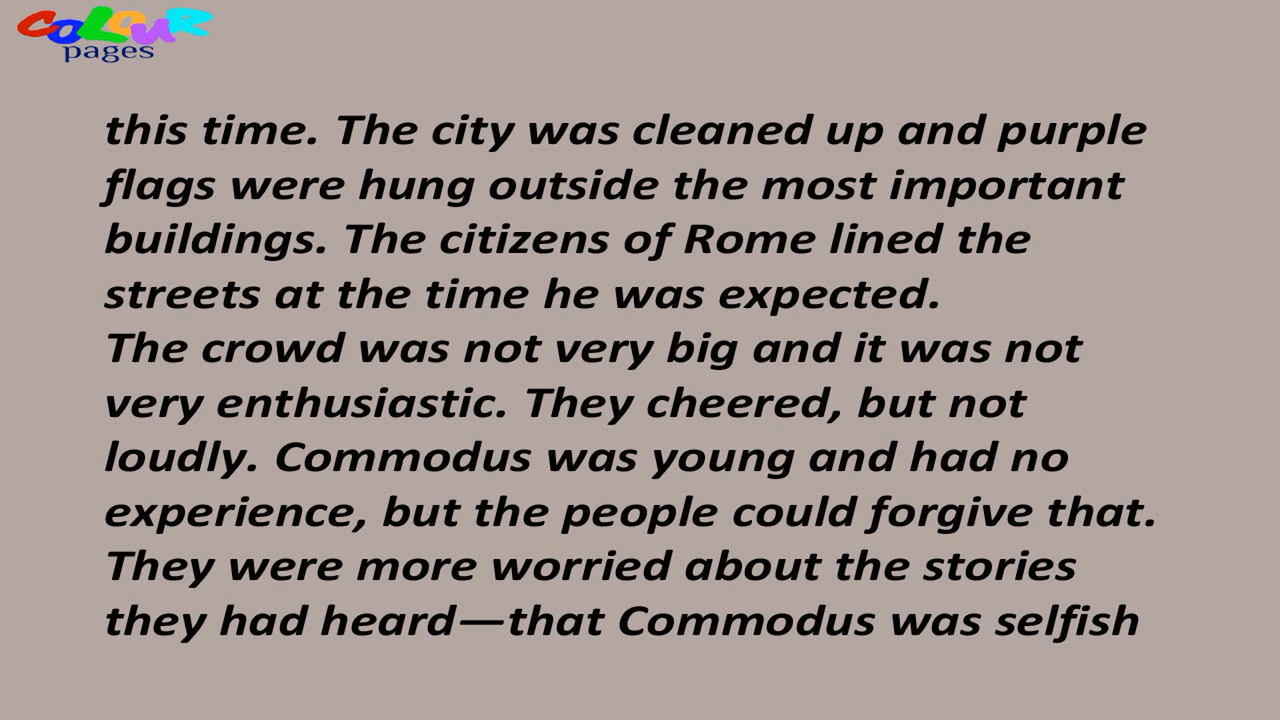 CoLouR
pages
this time. The city was cleaned up and purple
flags were hung outside the most important
buildings. The citizens of Rome lined the
streets at the time he was expected.
The crowd was not very big and it was not
very enthusiastic. They cheered, but not
loudly. Commodus was young and had no
experience, but the people could forgive that.
They were more worried about the stories
they had heard—that Commodus was selfish